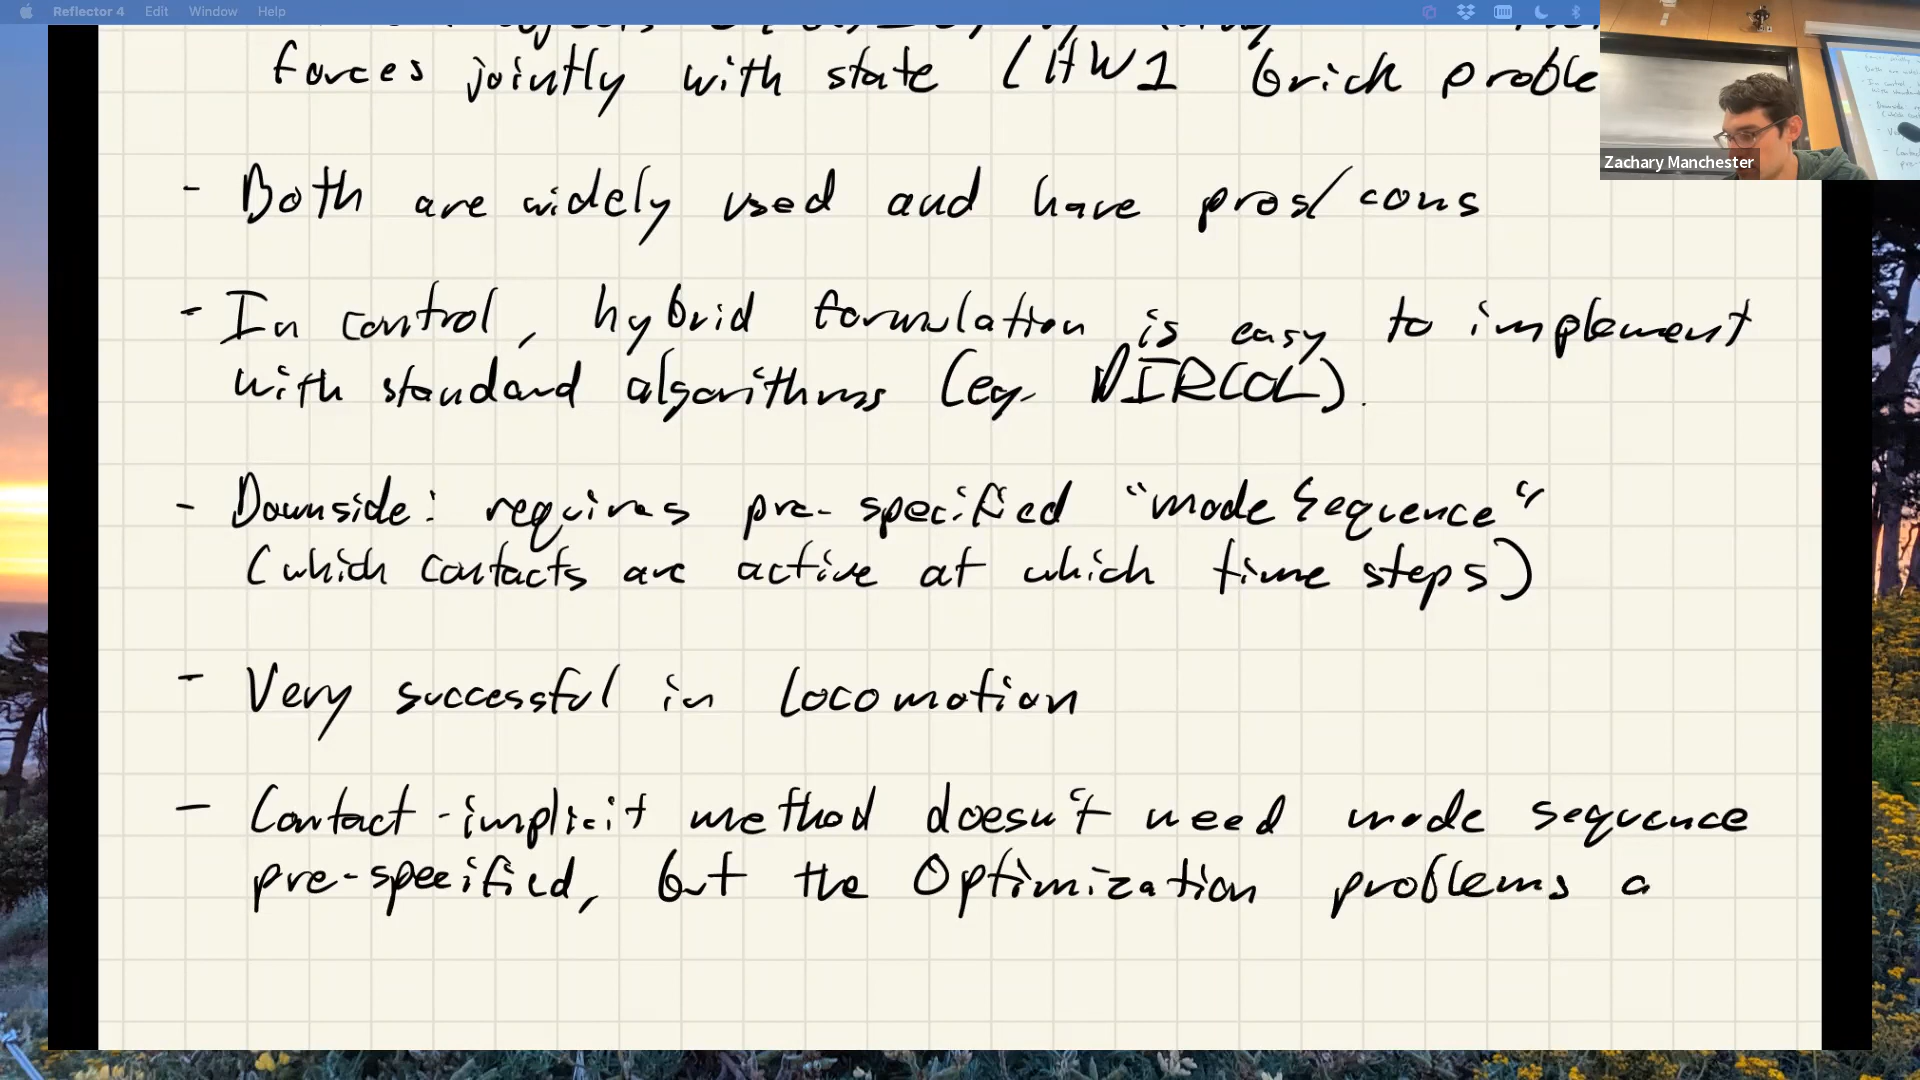 Reflector 4 Edit Window Help
forces jointly with state (HW1 brick proble
Zachary Manchester
- Both are widely used and have pros/cons
- In control, hybrid formulation is easy to implement
with standard algorithms (eg. DIRCOL).
- Downside: requires pre-specified "mode sequence"
(which contacts are active at which time steps)
- Very successful in locomotion
- Contact-implicit method doesn't need mode sequence
pre-specified, but the Optimization problems a